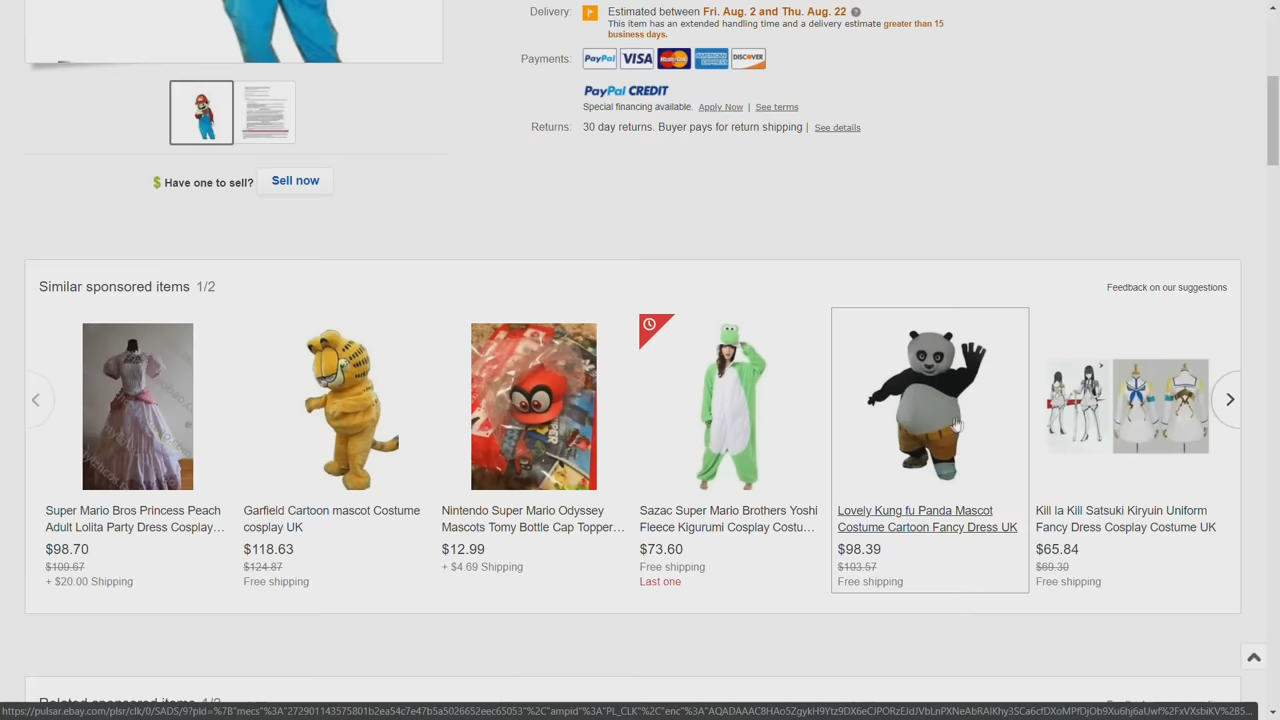 Delivery: Estimated between Fri. Aug. 2 and Thu. Aug. 22
This item has an extended handling time and a delivery estimate greater than 15
business days.
Payments: PayPal VISA MasterCard AMERICAN EXPRESS DISCOVER
PayPal CREDIT
Special financing available. Apply Now | See terms
Returns: 30 day returns. Buyer pays for return shipping | See details
$ Have one to sell? Sell now
Similar sponsored items 1/2
Feedback on our suggestions
Super Mario Bros Princess Peach
Adult Lolita Party Dress Cosplay...
$98.70
$109.67
+ $20.00 Shipping
Garfield Cartoon mascot Costume
cosplay UK
$118.63
$124.87
Free shipping
Nintendo Super Mario Odyssey
Mascots Tomy Bottle Cap Topper...
$12.99
+ $4.69 Shipping
Sazac Super Mario Brothers Yoshi
Fleece Kigurumi Cosplay Costu...
$73.60
Free shipping
Last one
Lovely Kung fu Panda Mascot
Costume Cartoon Fancy Dress UK
$98.39
$103.57
Free shipping
Kill la Kill Satsuki Kiryuin Uniform
Fancy Dress Cosplay Costume UK
$65.84
$69.30
Free shipping
Related sponsored items 1/2